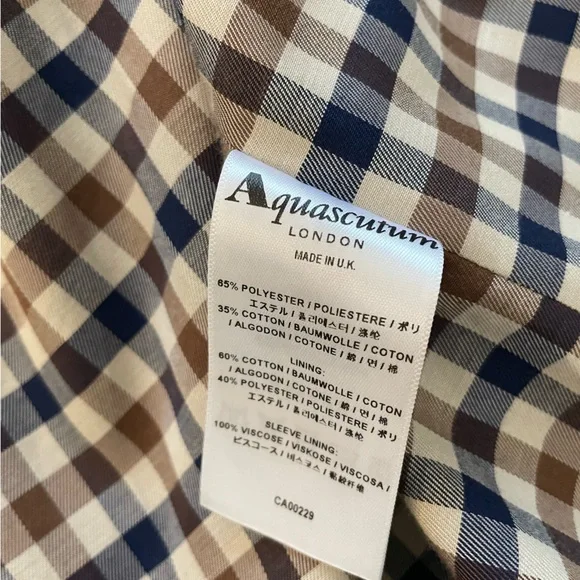 Aquascutum
LONDON
MADE IN U.K.
65% POLYESTER / POLIESTERE / ポリ
エステル / 폴리에스터 / 涤纶
35% COTTON / BAUMWOLLE / COTON
/ ALGODON / COTONE / 綿 / 면 / 棉
LINING:
60% COTTON / BAUMWOLLE / COTON
/ ALGODON / COTONE / 綿 / 면 / 棉
40% POLYESTER / POLIESTERE / ポリ
エステル / 폴리에스터 / 涤纶
SLEEVE LINING:
100% VISCOSE / VISKOSE / VISCOSA /
ビスコース / 비스코스 / 黏胶纤维
CA00229